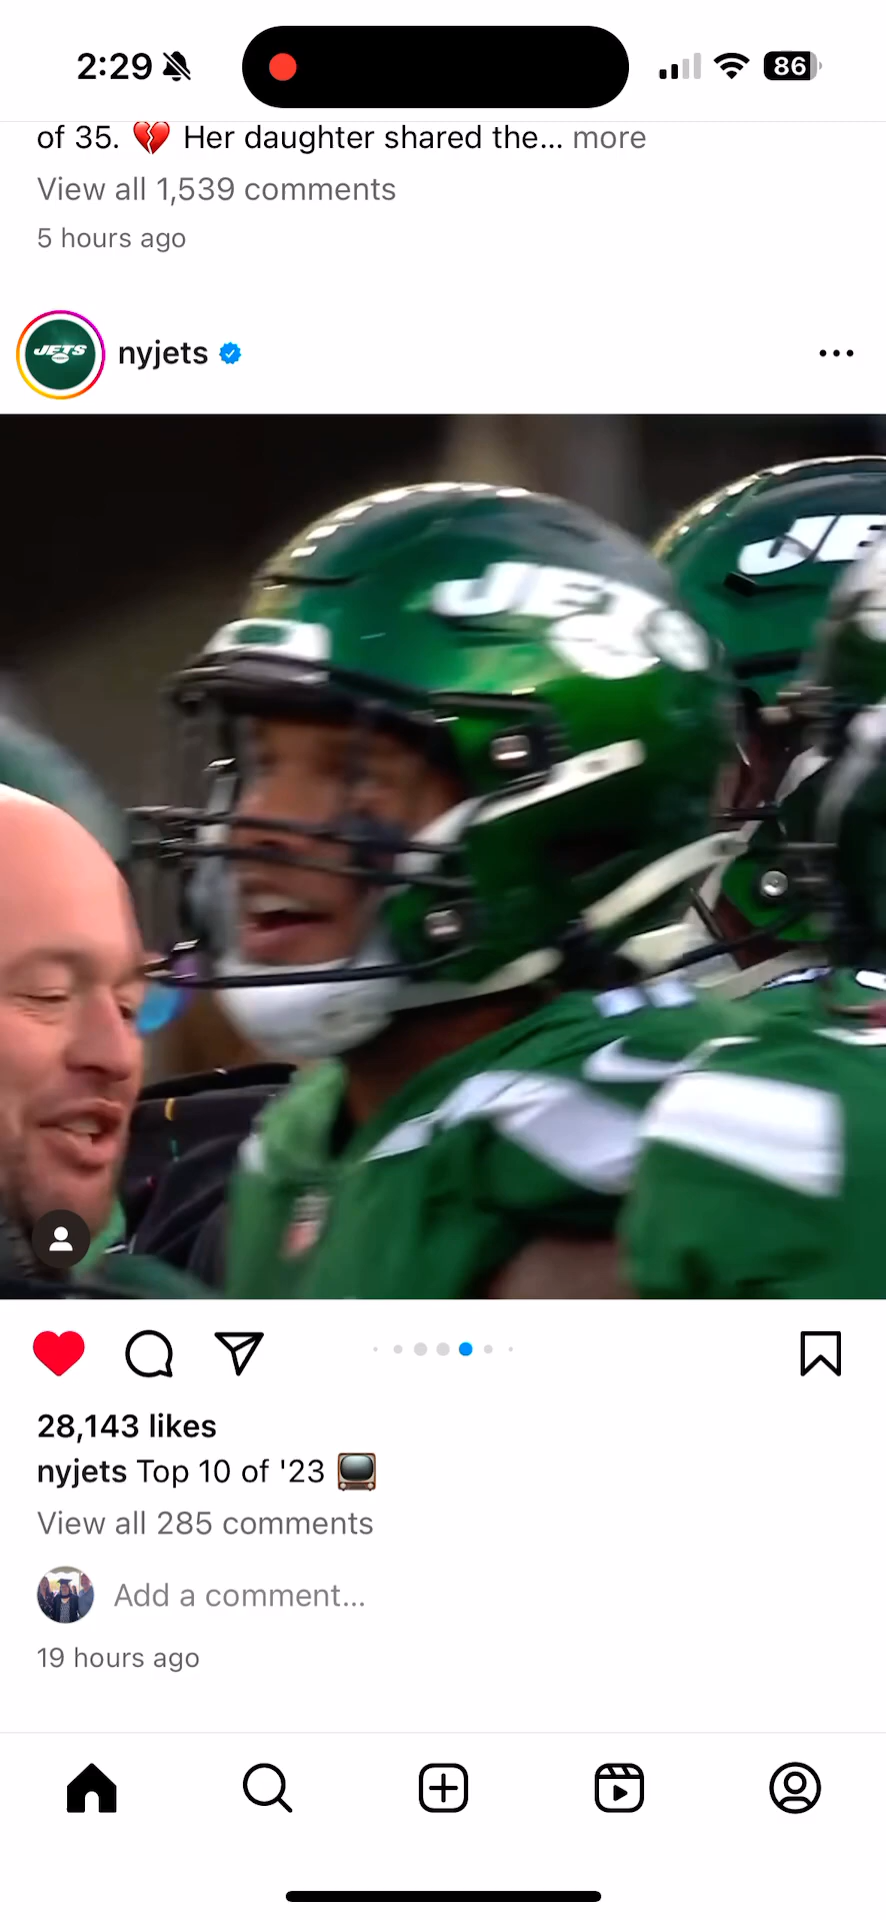 2:29
86
of 35. 💔 Her daughter shared the... more
View all 1,539 comments
5 hours ago
JETS
nyjets
JETS
JE
28,143 likes
nyjets Top 10 of '23 📺
View all 285 comments
Add a comment...
19 hours ago